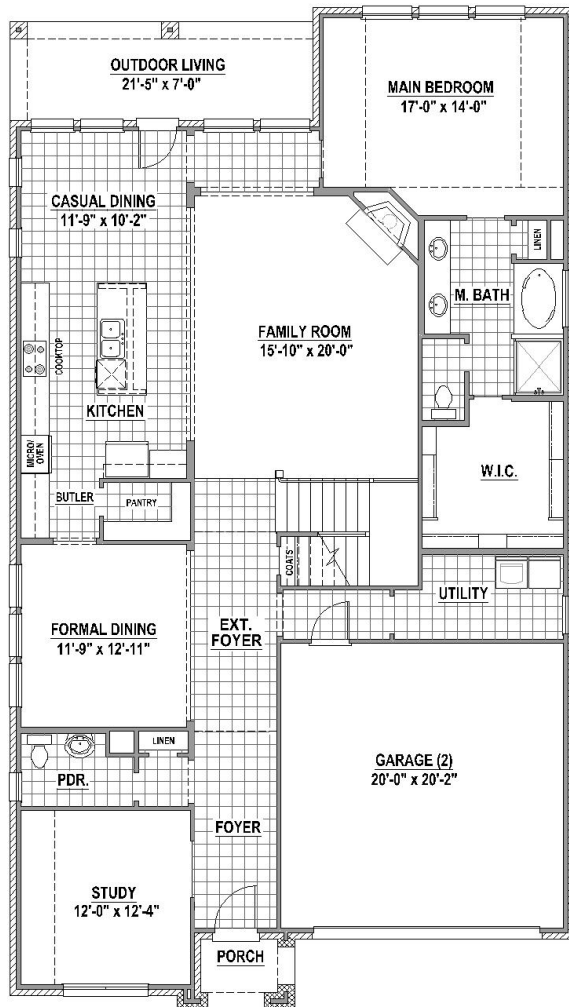 OUTDOOR LIVING
21'-5" x 7'-0"
MAIN BEDROOM
17'-0" x 14'-0"
CASUAL DINING
11'-9" x 10'-2"
LINEN
M. BATH
FAMILY ROOM
15'-10" x 20'-0"
COOKTOP
KITCHEN
MICRO/
OVEN
W.I.C.
BUTLER
PANTRY
COATS
UTILITY
FORMAL DINING
11'-9" x 12'-11"
EXT.
FOYER
LINEN
PDR.
GARAGE (2)
20'-0" x 20'-2"
FOYER
STUDY
12'-0" x 12'-4"
PORCH